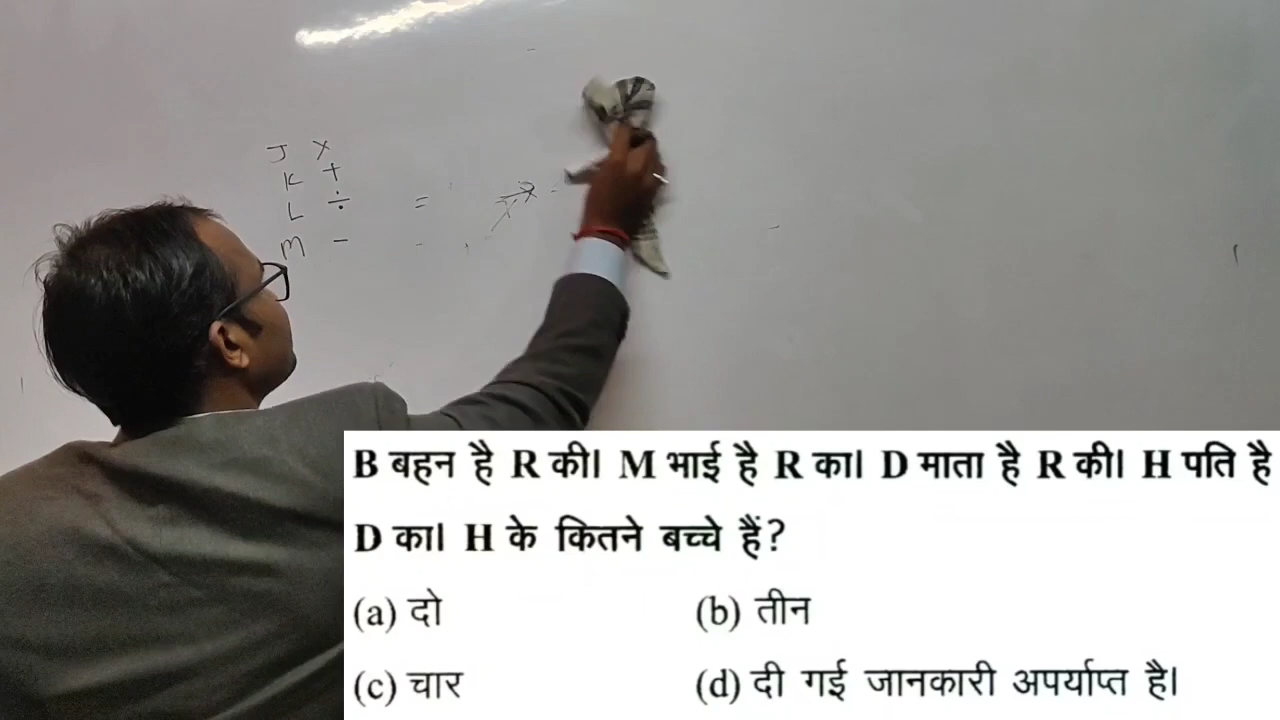 J ×
K +
L ÷ =
M -
B बहन है R की। M भाई है R का। D माता है R की। H पति है
D का। H के कितने बच्चे हैं?
(a) दो (b) तीन
(c) चार (d) दी गई जानकारी अपर्याप्त है।